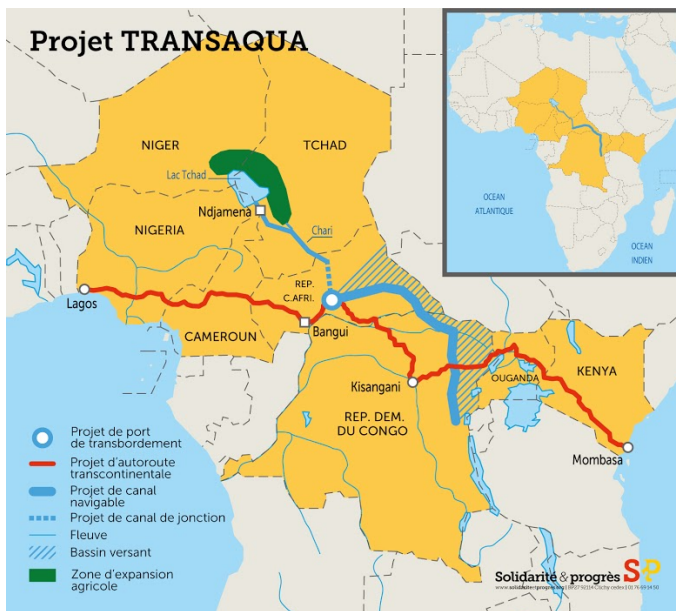 Projet TRANSAQUA
NIGER
TCHAD
Lac Tchad
Ndjamena
NIGERIA
Chari
REP.
C.AFRI.
Lagos
CAMEROUN
Bangui
Kisangani
OUGANDA
KENYA
REP. DEM.
DU CONGO
Mombasa
OCEAN
ATLANTIQUE
OCEAN
INDIEN
Projet de port
de transbordement
Projet d'autoroute
transcontinentale
Projet de canal
navigable
Projet de canal de jonction
Fleuve
Bassin versant
Zone d'expansion
agricole
Solidarité & progrès SP